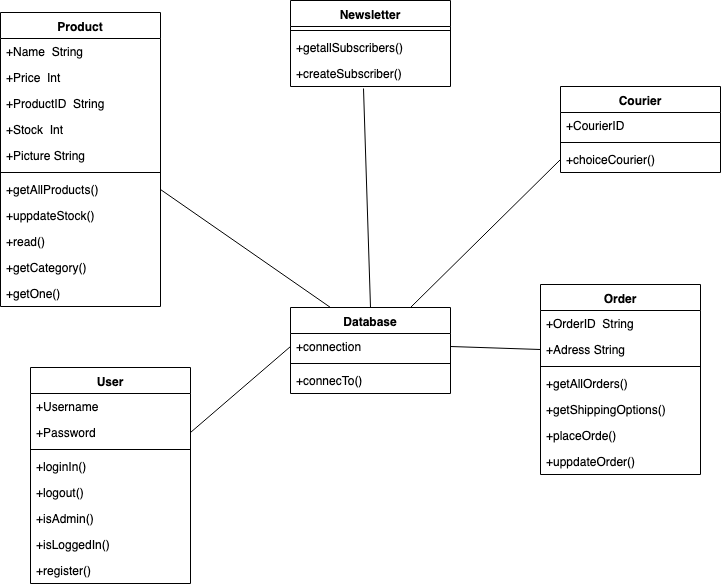 Product
+Name  String
+Price  Int
+ProductID  String
+Stock  Int
+Picture String
+getAllProducts()
+uppdateStock()
+read()
+getCategory()
+getOne()
Newsletter
+getallSubscribers()
+createSubscriber()
Courier
+CourierID
+choiceCourier()
Database
+connection
+connecTo()
Order
+OrderID  String
+Adress String
+getAllOrders()
+getShippingOptions()
+placeOrde()
+uppdateOrder()
User
+Username
+Password
+loginIn()
+logout()
+isAdmin()
+isLoggedIn()
+register()